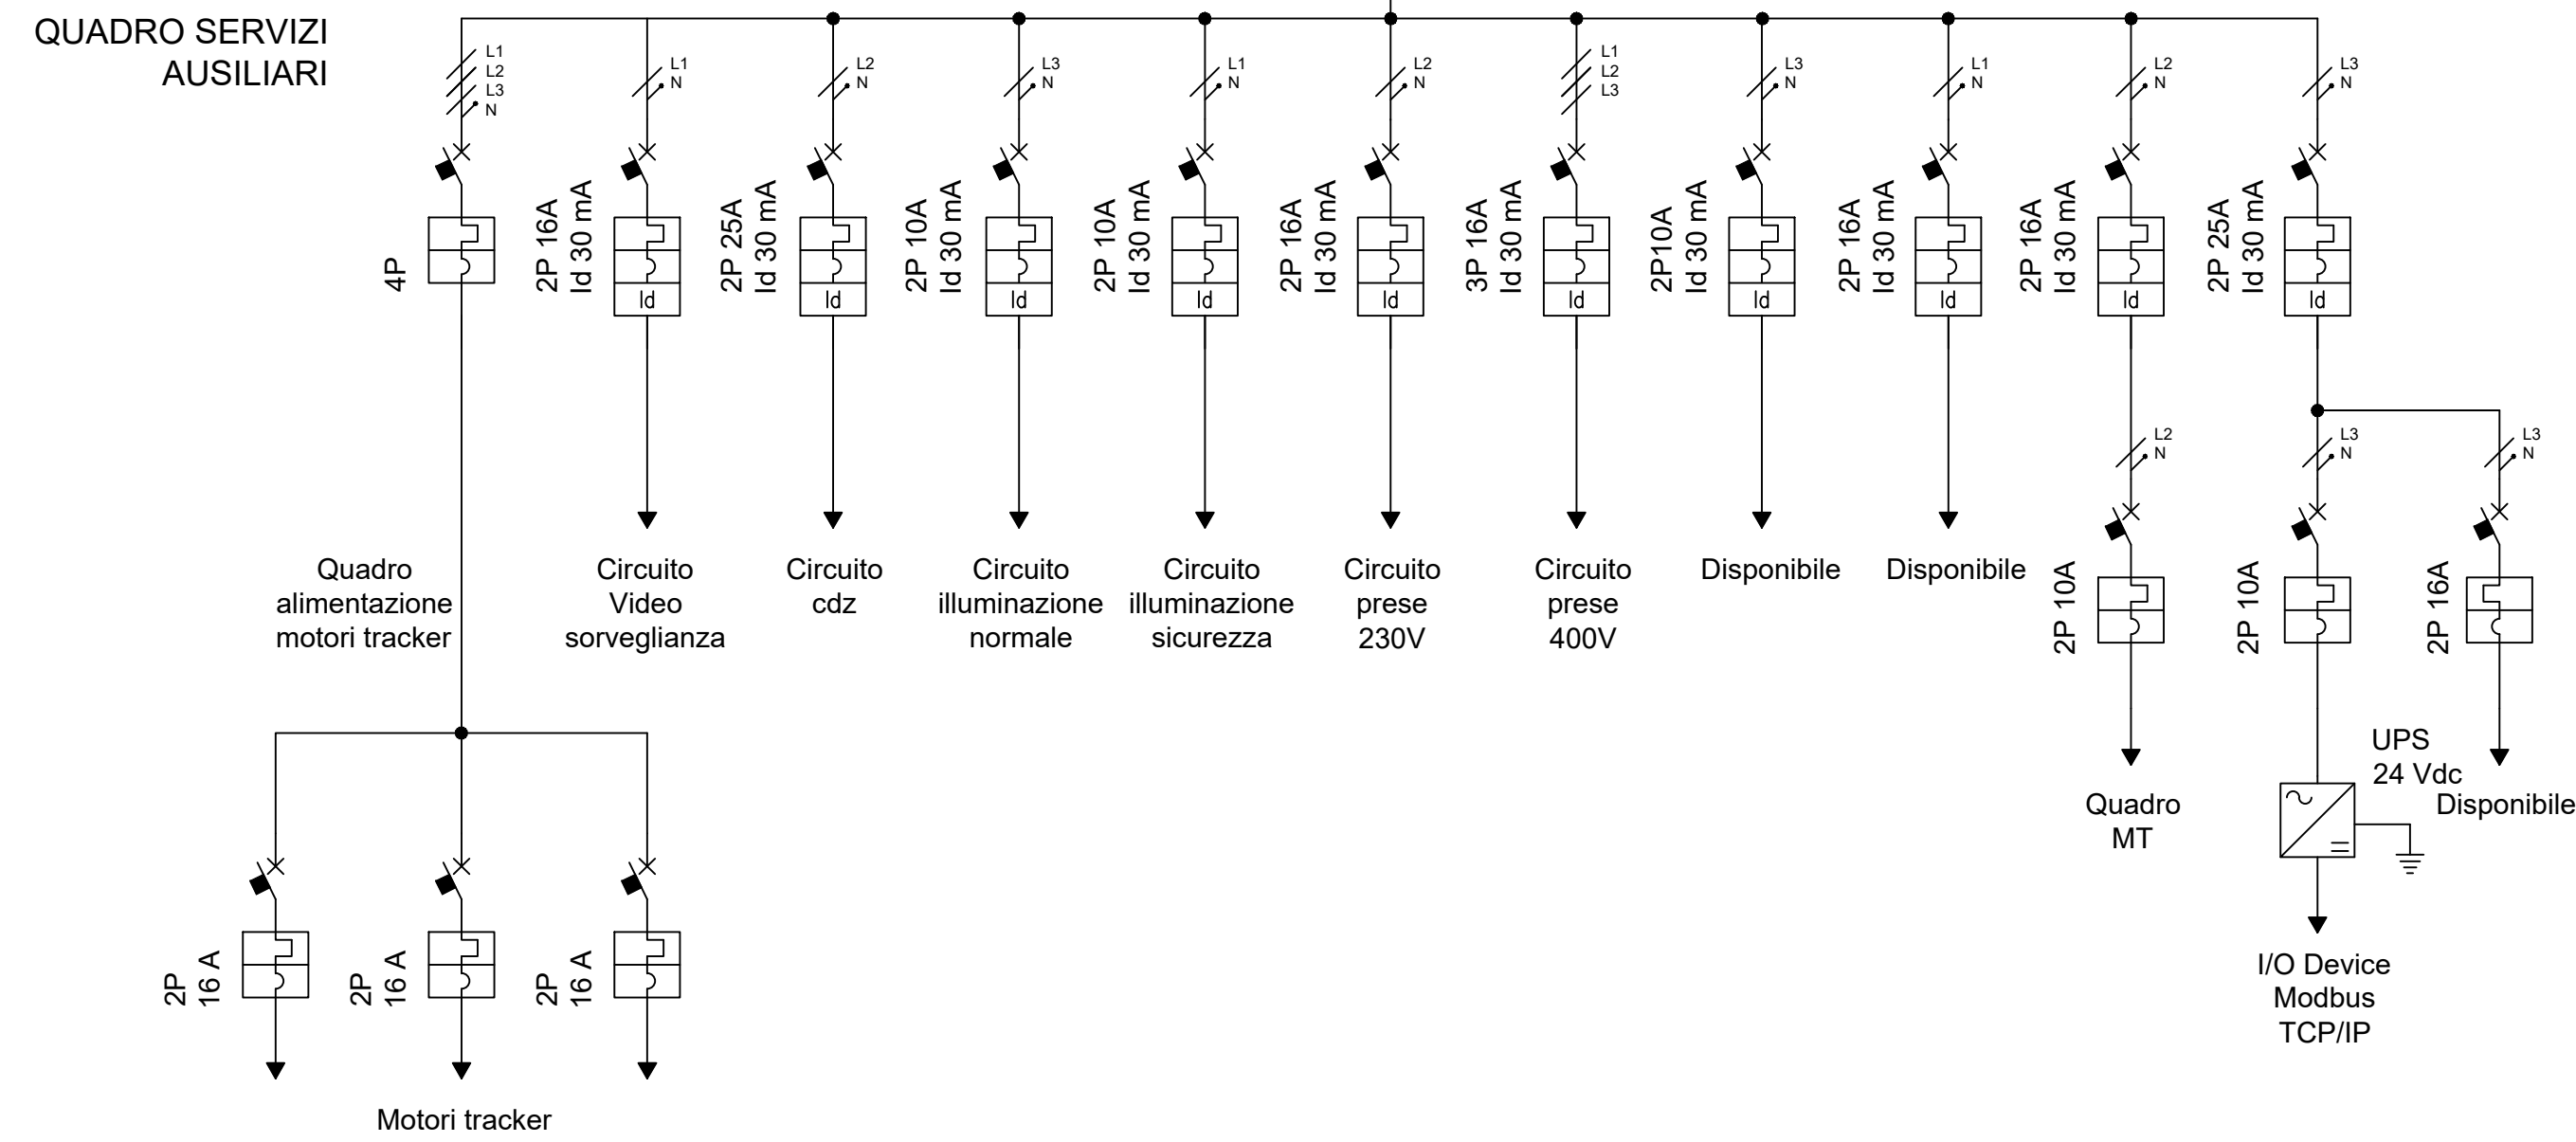 QUADRO SERVIZI
AUSILIARI
L1
L2
L3
N
L1
N
L2
N
L3
N
L1
N
L2
N
L1
L2
L3
L3
N
L1
N
L2
N
L3
N
4P
2P 16A
Id 30 mA
Id
2P 25A
Id 30 mA
Id
2P 10A
Id 30 mA
Id
2P 10A
Id 30 mA
Id
2P 16A
Id 30 mA
Id
3P 16A
Id 30 mA
Id
2P10A
Id 30 mA
Id
2P 16A
Id 30 mA
Id
2P 16A
Id 30 mA
Id
2P 25A
Id 30 mA
Id
L2
N
L3
N
L3
N
Quadro
alimentazione
motori tracker
Circuito
Video
sorveglianza
Circuito
cdz
Circuito
illuminazione
normale
Circuito
illuminazione
sicurezza
Circuito
prese
230V
Circuito
prese
400V
Disponibile
Disponibile
2P 10A
2P 10A
2P 16A
Quadro
MT
UPS
24 Vdc
Disponibile
2P
16 A
2P
16 A
2P
16 A
I/O Device
Modbus
TCP/IP
Motori tracker